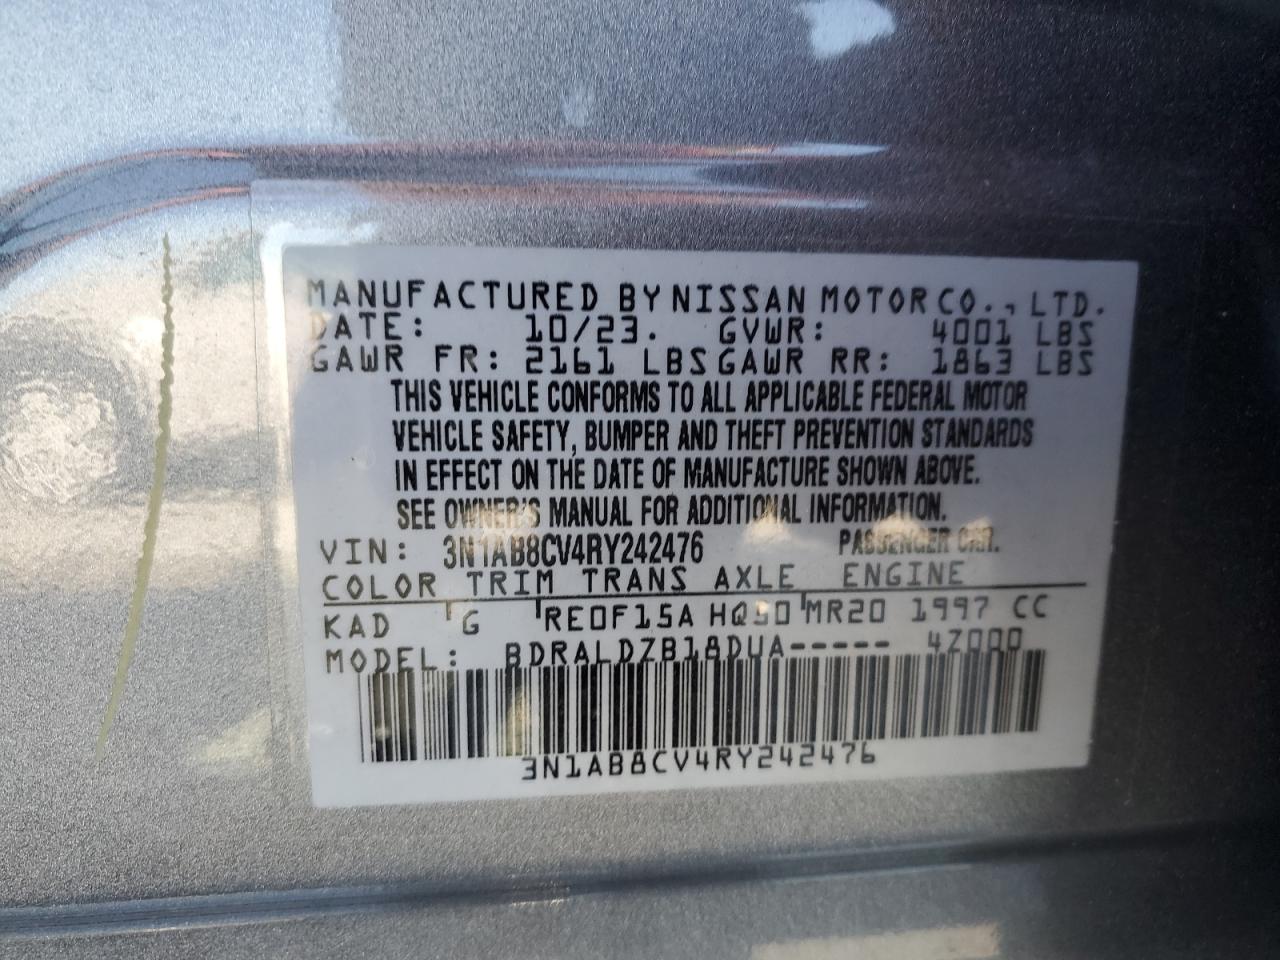 MANUFACTURED BY NISSAN MOTOR CO., LTD.
DATE: 10/23. GVWR: 4001 LBS
GAWR FR: 2161 LBS GAWR RR: 1863 LBS
THIS VEHICLE CONFORMS TO ALL APPLICABLE FEDERAL MOTOR
VEHICLE SAFETY, BUMPER AND THEFT PREVENTION STANDARDS
IN EFFECT ON THE DATE OF MANUFACTURE SHOWN ABOVE.
SEE OWNER'S MANUAL FOR ADDITIONAL INFORMATION.
VIN: 3N1AB8CV4RY242476 PASSENGER CAR.
COLOR TRIM TRANS AXLE ENGINE
KAD G RE0F15A HQ50 MR20 1997 CC
MODEL: BDRALDZB18DUA----- 4Z000
3N1AB8CV4RY242476